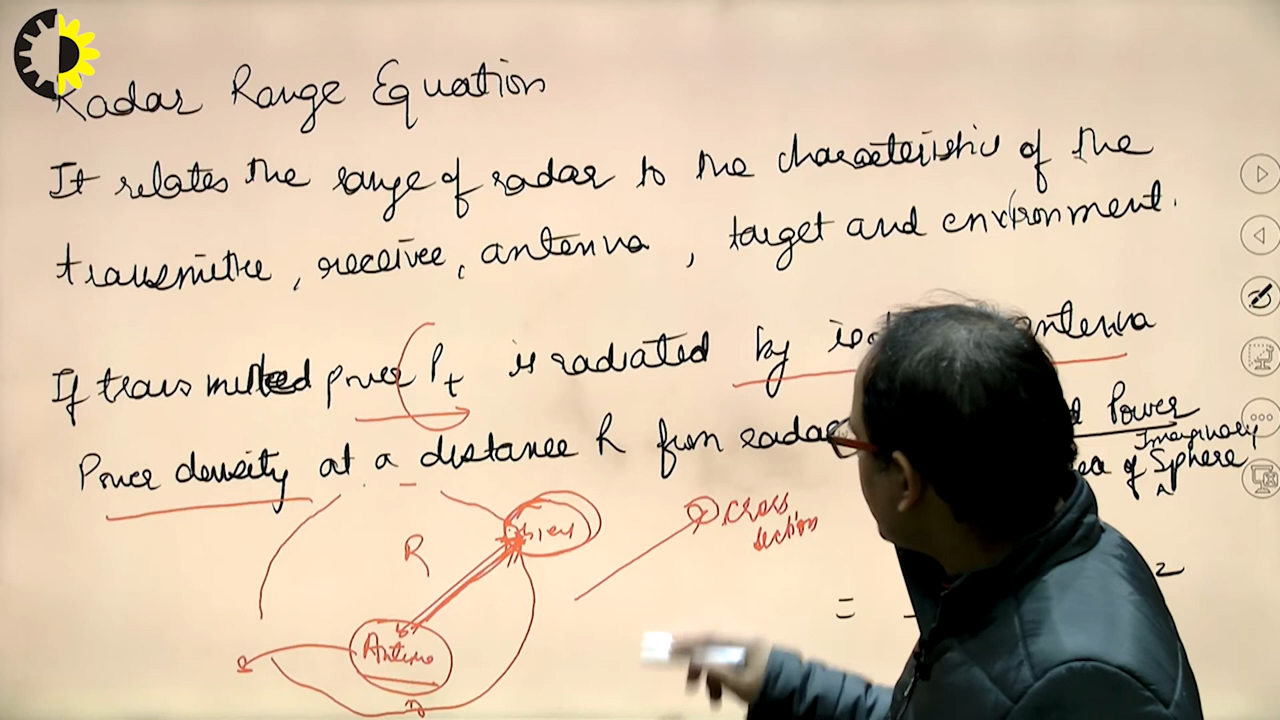 Radar Range Equation
It relates the range of radar to the characteristic of the
transmitter, receiver, antenna, target and environment.
If transmitted power Pt is radiated by antenna
Power density at a distance R from radar Power
Imaginary
of Sphere
R
Object
cross
section
Antenna
=
2